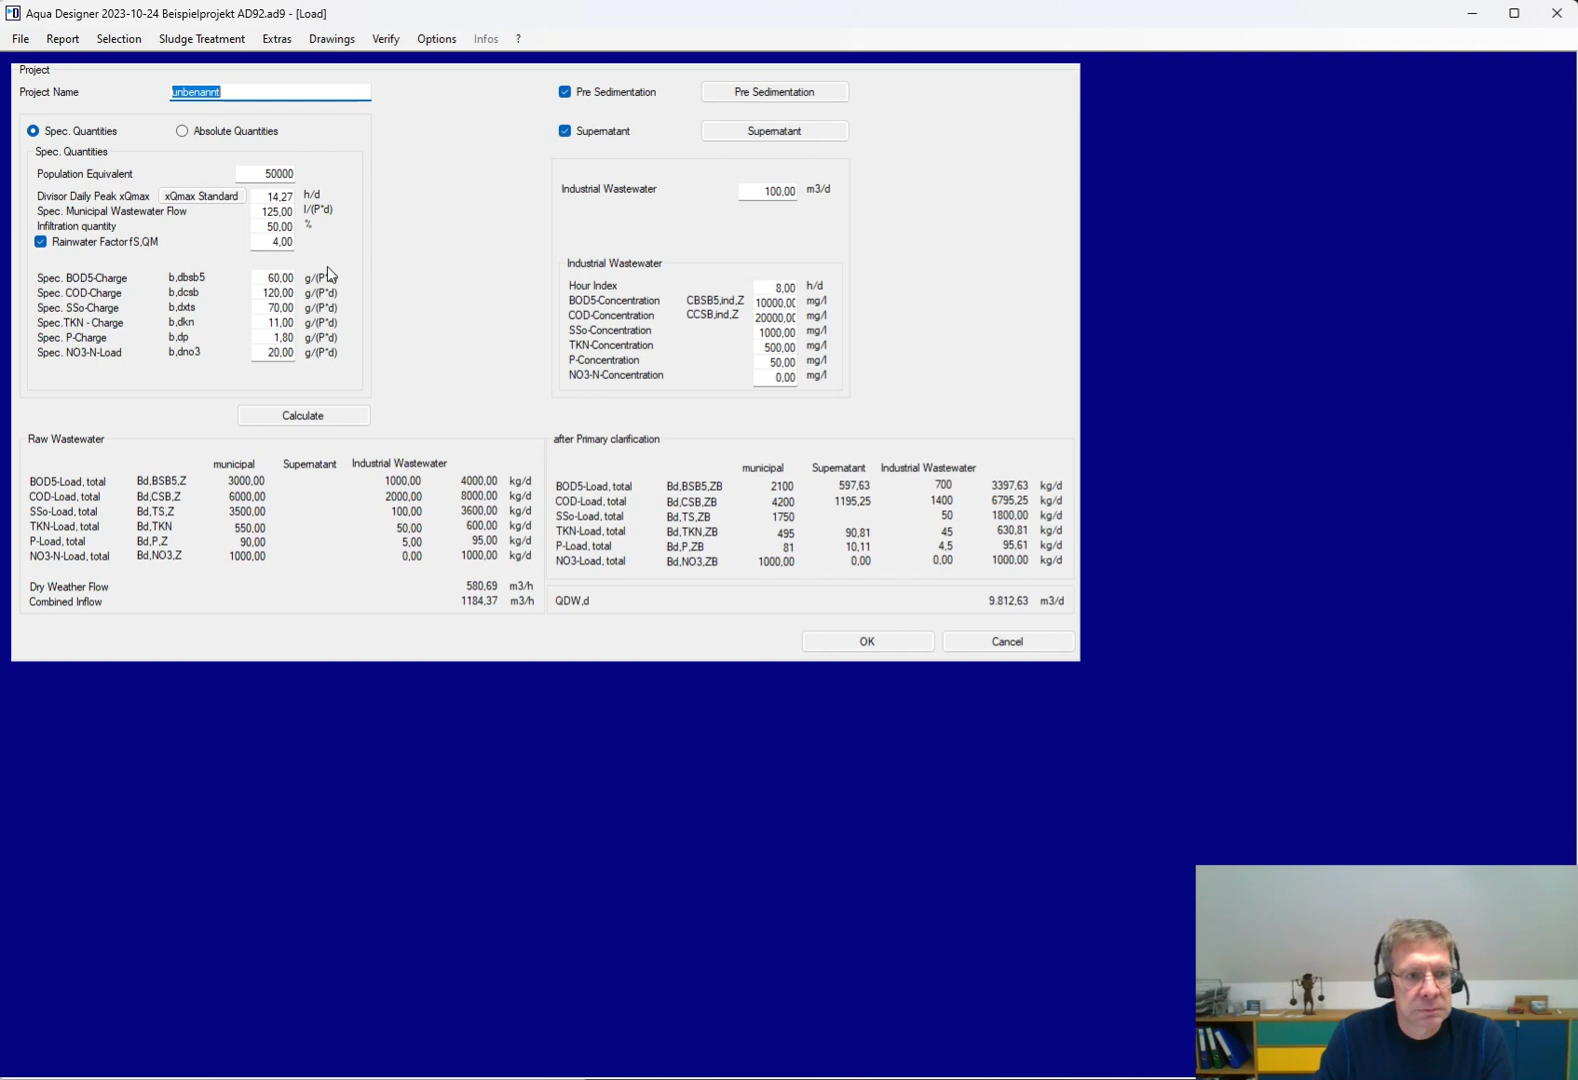 Aqua Designer 2023-10-24 Beispielprojekt AD92.ad9 - [Load]
File Report Selection Sludge Treatment Extras Drawings Verify Options Infos ?
Project
Project Name unbenannt
Pre Sedimentation Pre Sedimentation
Spec. Quantities Absolute Quantities
Supernatant Supernatant
Spec. Quantities
Population Equivalent 50000
Divisor Daily Peak xQmax xQmax Standard 14,27 h/d
Spec. Municipal Wastewater Flow 125,00 l/(P*d)
Infiltration quantity 50,00 %
Rainwater Factor fS,QM 4,00
Spec. BOD5-Charge b,dbsb5 60,00 g/(P*d)
Spec. COD-Charge b,dcsb 120,00 g/(P*d)
Spec. SSo-Charge b,dxts 70,00 g/(P*d)
Spec.TKN - Charge b,dkn 11,00 g/(P*d)
Spec. P-Charge b,dp 1,80 g/(P*d)
Spec. NO3-N-Load b,dno3 20,00 g/(P*d)
Calculate
Industrial Wastewater 100,00 m3/d
Industrial Wastewater
Hour Index 8,00 h/d
BOD5-Concentration CBSB5,ind,Z 10000,00 mg/l
COD-Concentration CCSB,ind,Z 20000,00 mg/l
SSo-Concentration 1000,00 mg/l
TKN-Concentration 500,00 mg/l
P-Concentration 50,00 mg/l
NO3-N-Concentration 0,00 mg/l
Raw Wastewater
municipal Supernatant Industrial Wastewater
BOD5-Load, total Bd,BSB5,Z 3000,00 1000,00 4000,00 kg/d
COD-Load, total Bd,CSB,Z 6000,00 2000,00 8000,00 kg/d
SSo-Load, total Bd,TS,Z 3500,00 100,00 3600,00 kg/d
TKN-Load, total Bd,TKN 550,00 50,00 600,00 kg/d
P-Load, total Bd,P,Z 90,00 5,00 95,00 kg/d
NO3-N-Load, total Bd,NO3,Z 1000,00 0,00 1000,00 kg/d
Dry Weather Flow 580,69 m3/h
Combined Inflow 1184,37 m3/h
after Primary clarification
municipal Supernatant Industrial Wastewater
BOD5-Load, total Bd,BSB5,ZB 2100 597,63 700 3397,63 kg/d
COD-Load, total Bd,CSB,ZB 4200 1195,25 1400 6795,25 kg/d
SSo-Load, total Bd,TS,ZB 1750 50 1800,00 kg/d
TKN-Load, total Bd,TKN,ZB 495 90,81 45 630,81 kg/d
P-Load, total Bd,P,ZB 81 10,11 4,5 95,61 kg/d
NO3-Load, total Bd,NO3,ZB 1000,00 0,00 0,00 1000,00 kg/d
QDW,d 9.812,63 m3/d
OK Cancel